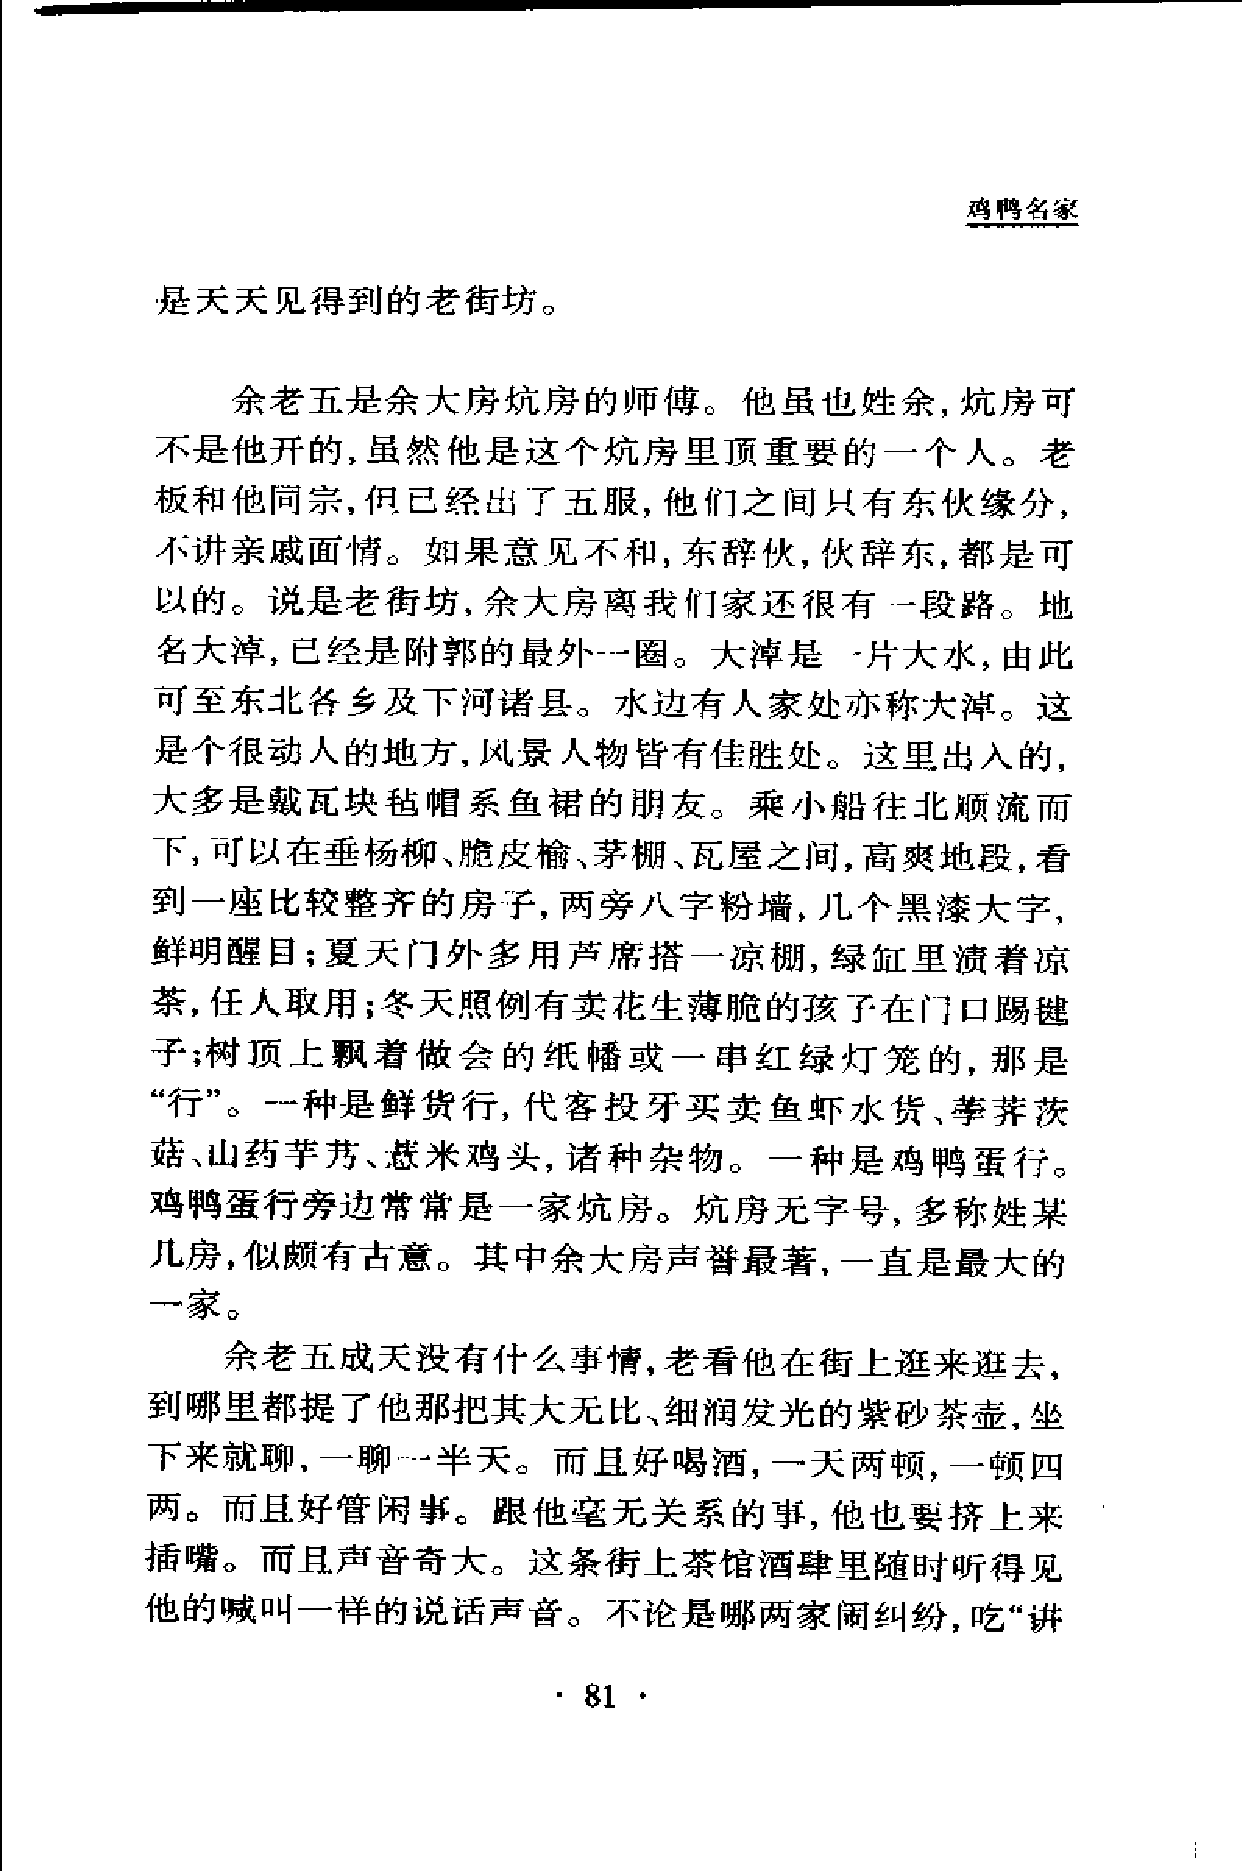 鸡鸭名家
是天天见得到的老街坊。
余老五是余大房炕房的师傅。他虽也姓余,炕房可
不是他开的,虽然他是这个炕房里顶重要的一个人。老
板和他同宗,但已经出了五服,他们之间只有东伙缘分,
不讲亲戚面情。如果意见不和,东辞伙,伙辞东,都是可
以的。说是老街坊,余大房离我们家还很有一段路。地
名大淖,已经是附郭的最外一圈。大淖是一片大水,由此
可至东北各乡及下河诸县。水边有人家处亦称大淖。这
是个很动人的地方,风景人物皆有佳胜处。这里出入的,
大多是戴瓦块毡帽系鱼裙的朋友。乘小船往北顺流而
下,可以在垂杨柳、脆皮榆、茅棚、瓦屋之间,高爽地段,看
到一座比较整齐的房子,两旁八字粉墙,几个黑漆大字,
鲜明醒目;夏天门外多用芦席搭一凉棚,绿缸里渍着凉
茶,任人取用;冬天照例有卖花生薄脆的孩子在门口踢毽
子;树顶上飘着做会的纸幡或一串红绿灯笼的,那是
“行”。一种是鲜货行,代客投牙买卖鱼虾水货、荸荠茨
菇、山药芋艿、薏米鸡头,诸种杂物。一种是鸡鸭蛋行。
鸡鸭蛋行旁边常常是一家炕房。炕房无字号,多称姓某
几房,似颇有古意。其中余大房声誉最著,一直是最大的
一家。
余老五成天没有什么事情,老看他在街上逛来逛去,
到哪里都提了他那把其大无比、细润发光的紫砂茶壶,坐
下来就聊,一聊一半天。而且好喝酒,一天两顿,一顿四
两。而且好管闲事。跟他毫无关系的事,他也要挤上来
插嘴。而且声音奇大。这条街上茶馆酒肆里随时听得见
他的喊叫一样的说话声音。不论是哪两家闹纠纷,吃“讲
· 81 ·